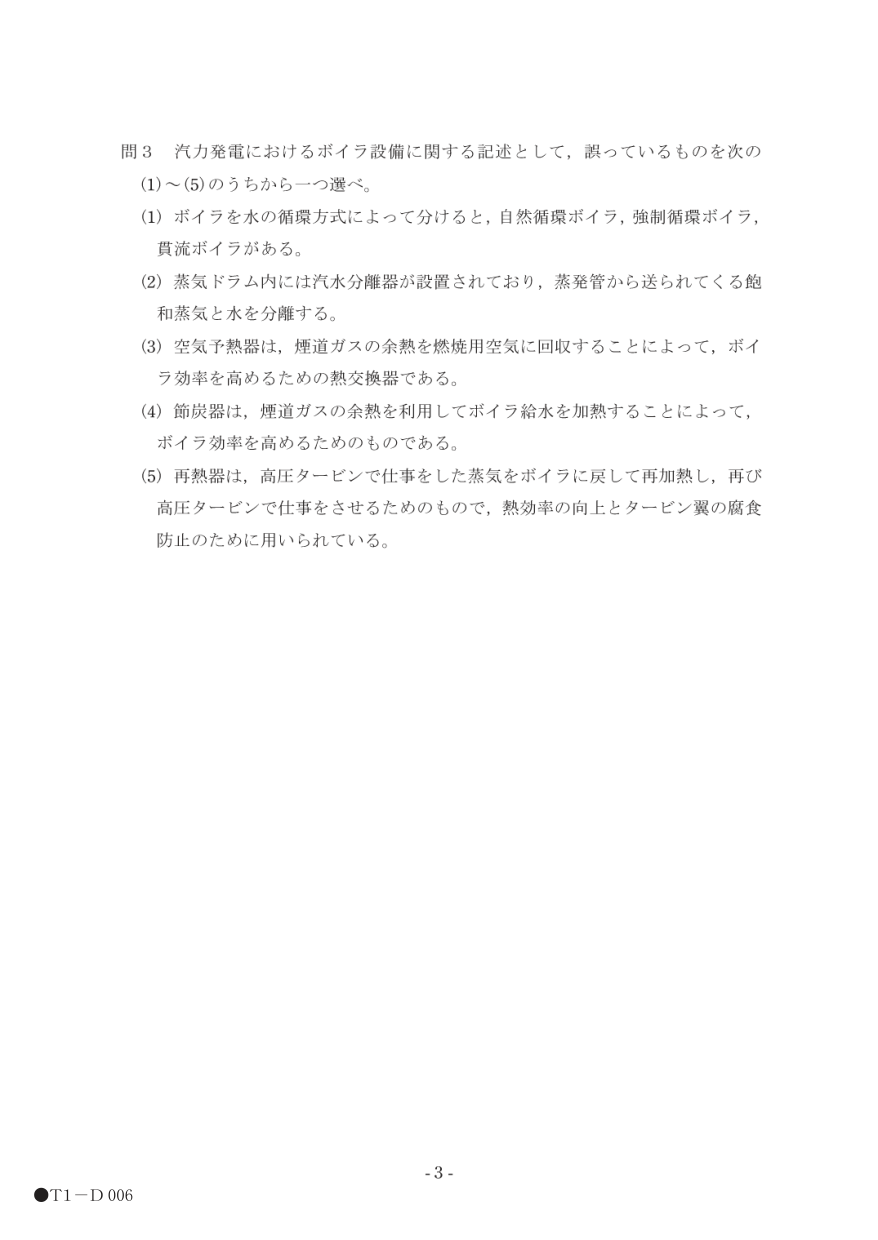 問3 汽力発電におけるボイラ設備に関する記述として，誤っているものを次の
(1)～(5)のうちから一つ選べ。
(1) ボイラを水の循環方式によって分けると，自然循環ボイラ，強制循環ボイラ，
貫流ボイラがある。
(2) 蒸気ドラム内には汽水分離器が設置されており，蒸発管から送られてくる飽
和蒸気と水を分離する。
(3) 空気予熱器は，煙道ガスの余熱を燃焼用空気に回収することによって，ボイ
ラ効率を高めるための熱交換器である。
(4) 節炭器は，煙道ガスの余熱を利用してボイラ給水を加熱することによって，
ボイラ効率を高めるためのものである。
(5) 再熱器は，高圧タービンで仕事をした蒸気をボイラに戻して再加熱し，再び
高圧タービンで仕事をさせるためのもので，熱効率の向上とタービン翼の腐食
防止のために用いられている。
- 3 -
●T1－D 006